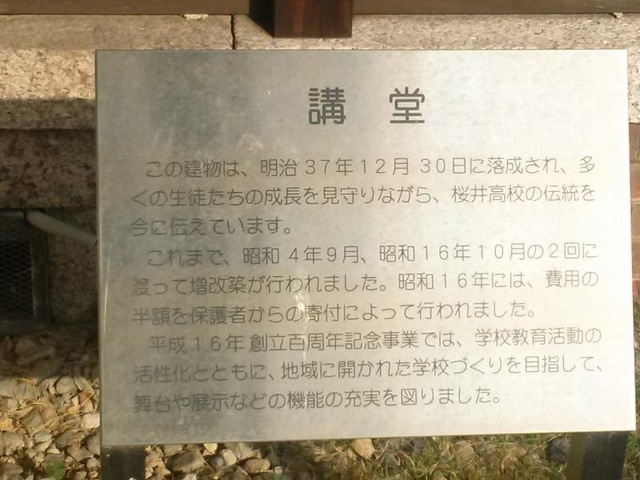 講 堂
この建物は、明治37年12月30日に落成され、多
くの生徒たちの成長を見守りながら、桜井高校の伝統を
今に伝えています。
これまで、昭和4年9月、昭和16年10月の2回に
渡って増改築が行われました。昭和16年には、費用の
半額を保護者からの寄付によって行われました。
平成16年創立百周年記念事業では、学校教育活動の
活性化とともに、地域に開かれた学校づくりを目指して、
舞台や展示などの機能の充実を図りました。